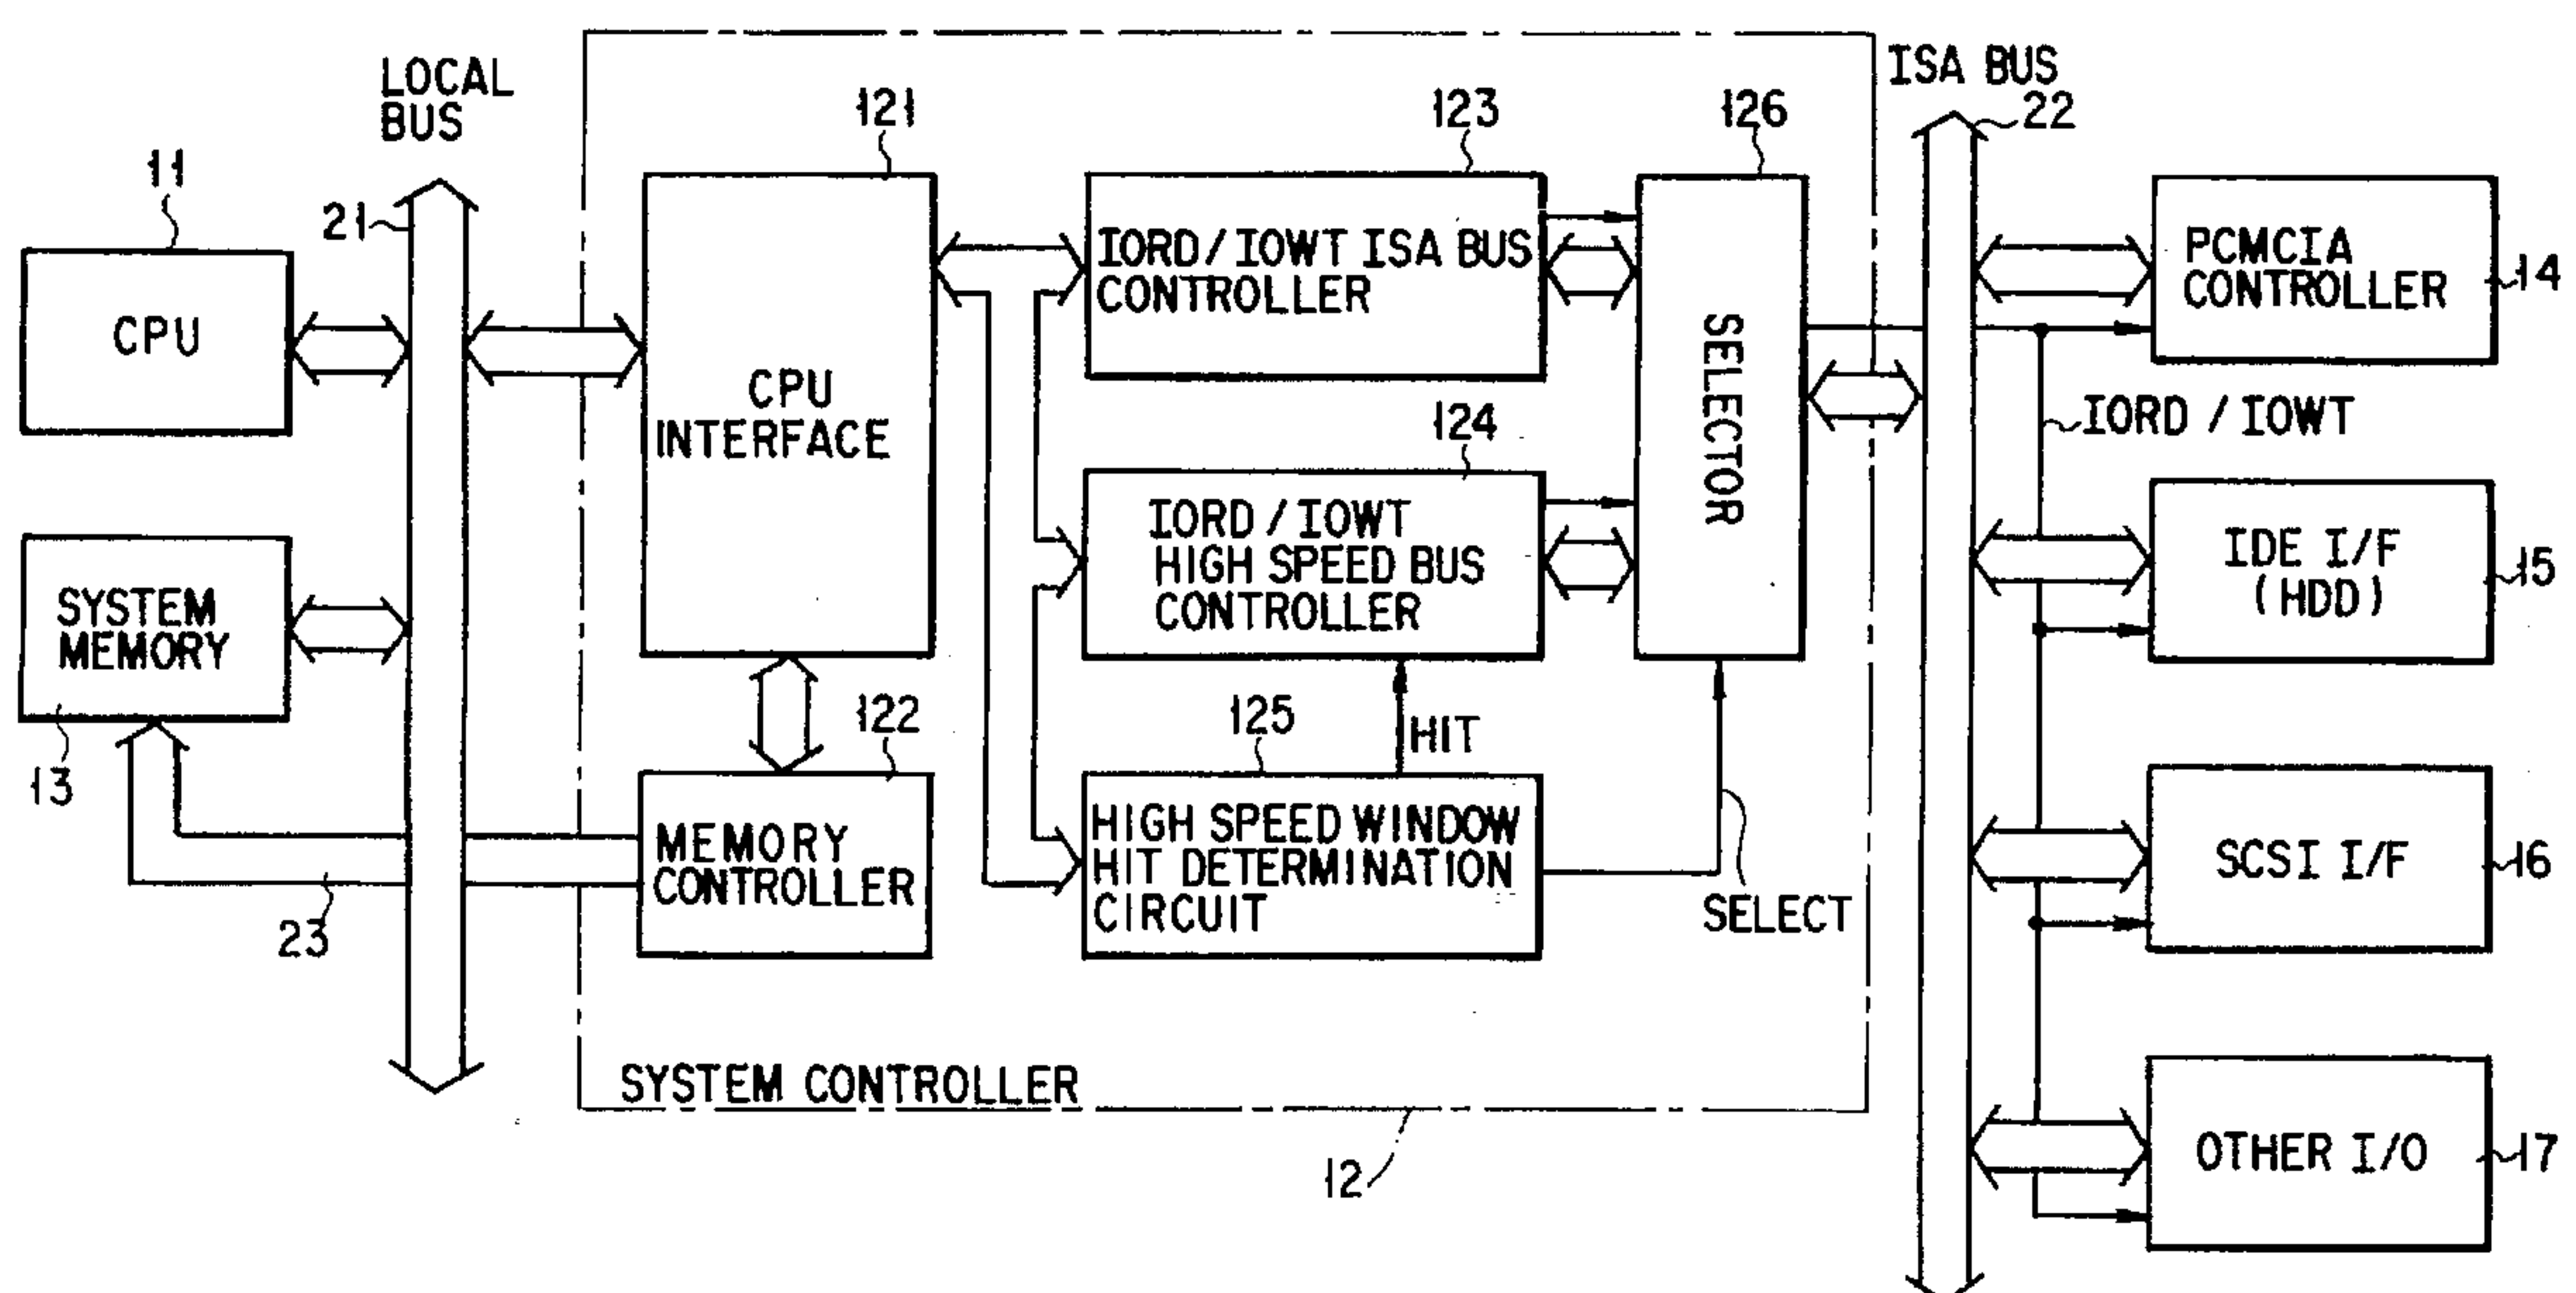 LOCAL
BUS
ISA BUS
22
11
21
121
123
126
CPU
CPU
INTERFACE
IORD/IOWT ISA BUS
CONTROLLER
SELECTOR
PCMCIA
CONTROLLER
14
IORD / IOWT
124
IORD / IOWT
HIGH SPEED BUS
CONTROLLER
IDE I/F
(HDD)
15
SYSTEM
MEMORY
13
122
125
HIT
MEMORY
CONTROLLER
HIGH SPEED WINDOW
HIT DETERMINATION
CIRCUIT
SELECT
SCSI I/F
16
23
SYSTEM CONTROLLER
12
OTHER I/O
17